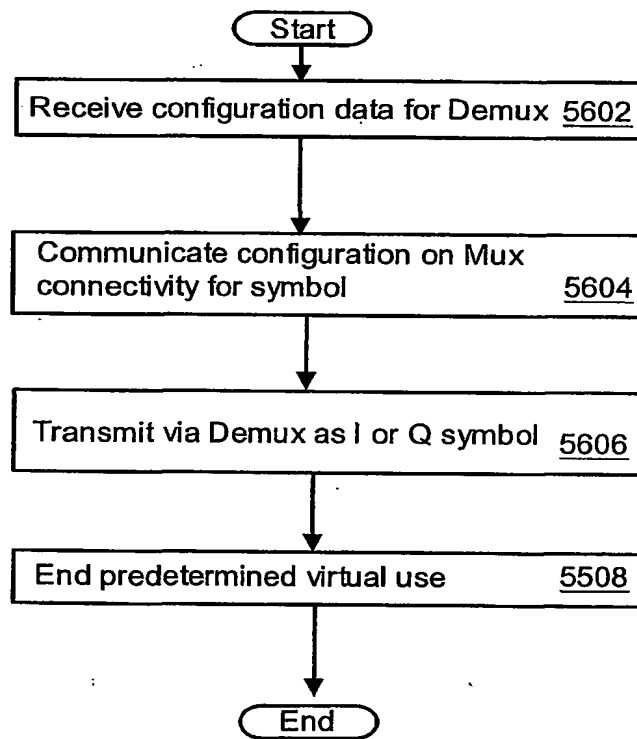 Start
Receive configuration data for Demux 5602
Communicate configuration on Mux
connectivity for symbol 5604
Transmit via Demux as I or Q symbol 5606
End predetermined virtual use 5508
End